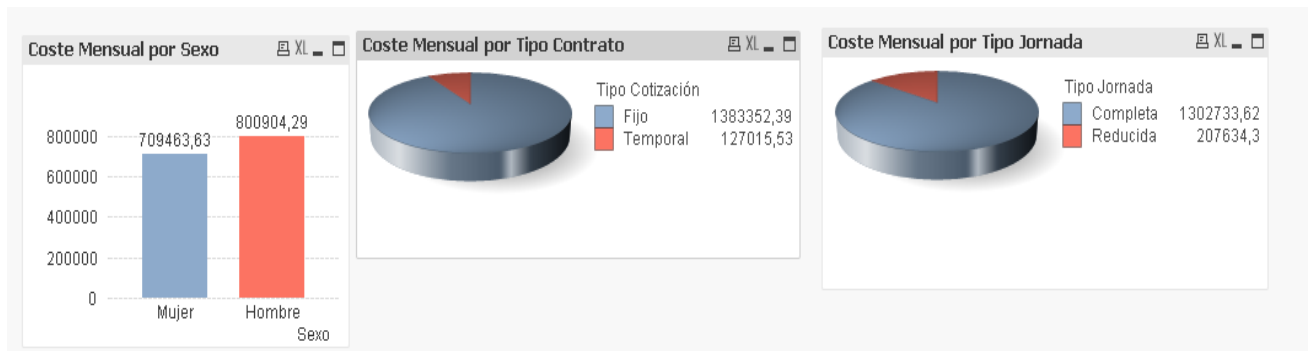 Coste Mensual por Sexo XL
800000
600000
400000
200000
0
709463,63
800904,29
Mujer Hombre
Sexo
Coste Mensual por Tipo Contrato XL
Tipo Cotización
Fijo 1383352,39
Temporal 127015,53
Coste Mensual por Tipo Jornada XL
Tipo Jornada
Completa 1302733,62
Reducida 207634,3